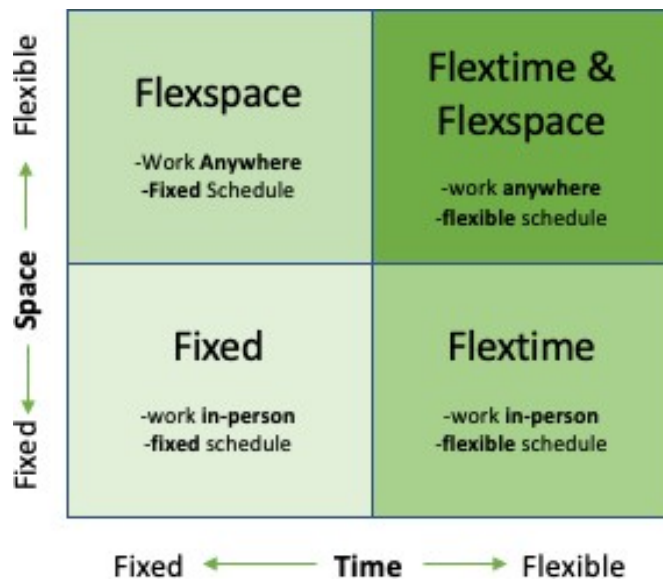 Flexible
Space
Fixed
Flexspace
-Work Anywhere
-Fixed Schedule
Flextime &
Flexspace
-work anywhere
-flexible schedule
Fixed
-work in-person
-fixed schedule
Flextime
-work in-person
-flexible schedule
Fixed
Time
Flexible